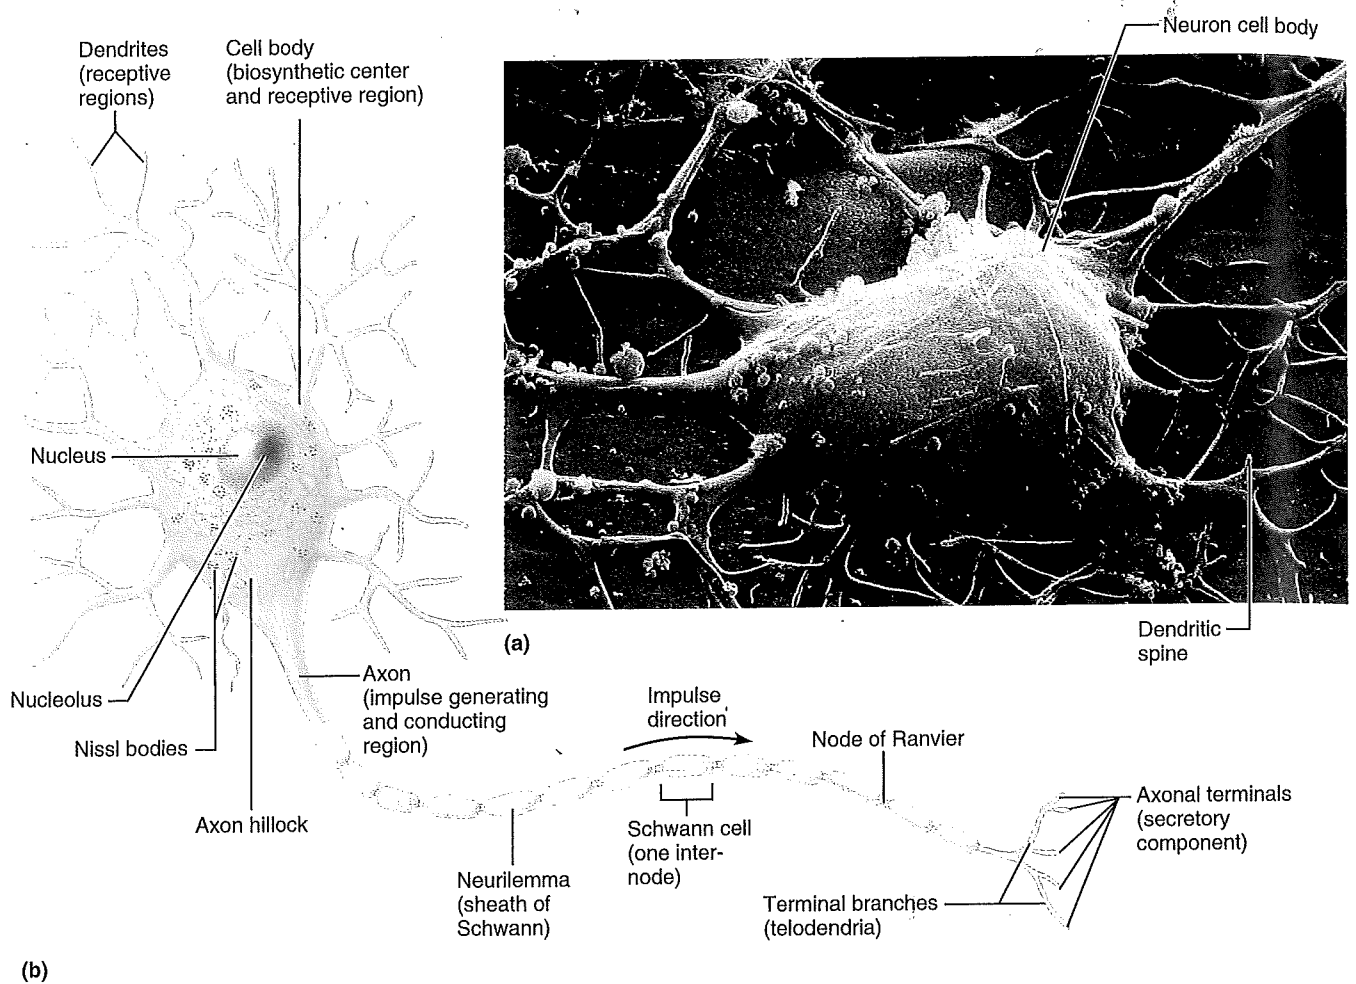 Neuron cell body
Dendrites
(receptive
regions)
Cell body
(biosynthetic center
and receptive region)
Nucleus
(a)
Dendritic
spine
Nucleolus
Axon
(impulse generating
and conducting
region)
Impulse
direction
Nissl bodies
Node of Ranvier
Axon hillock
Axonal terminals
(secretory
component)
Schwann cell
(one inter-
node)
Neurilemma
(sheath of
Schwann)
Terminal branches
(telodendria)
(b)